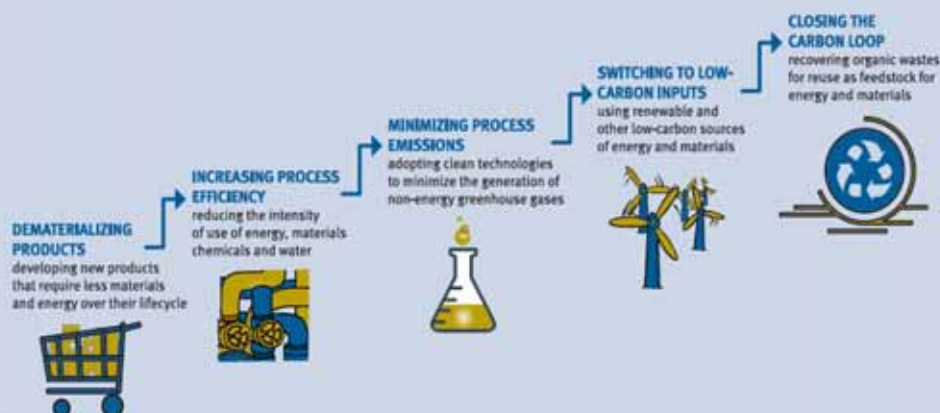 DEMATERIALIZING
PRODUCTS
developing new products
that require less materials
and energy over their lifecycle
INCREASING PROCESS
EFFICIENCY
reducing the intensity
of use of energy, materials
chemicals and water
MINIMIZING PROCESS
EMISSIONS
adopting clean technologies
to minimize the generation of
non-energy greenhouse gases
SWITCHING TO LOW-
CARBON INPUTS
using renewable and
other low-carbon sources
of energy and materials
CLOSING THE
CARBON LOOP
recovering organic wastes
for reuse as feedstock for
energy and materials